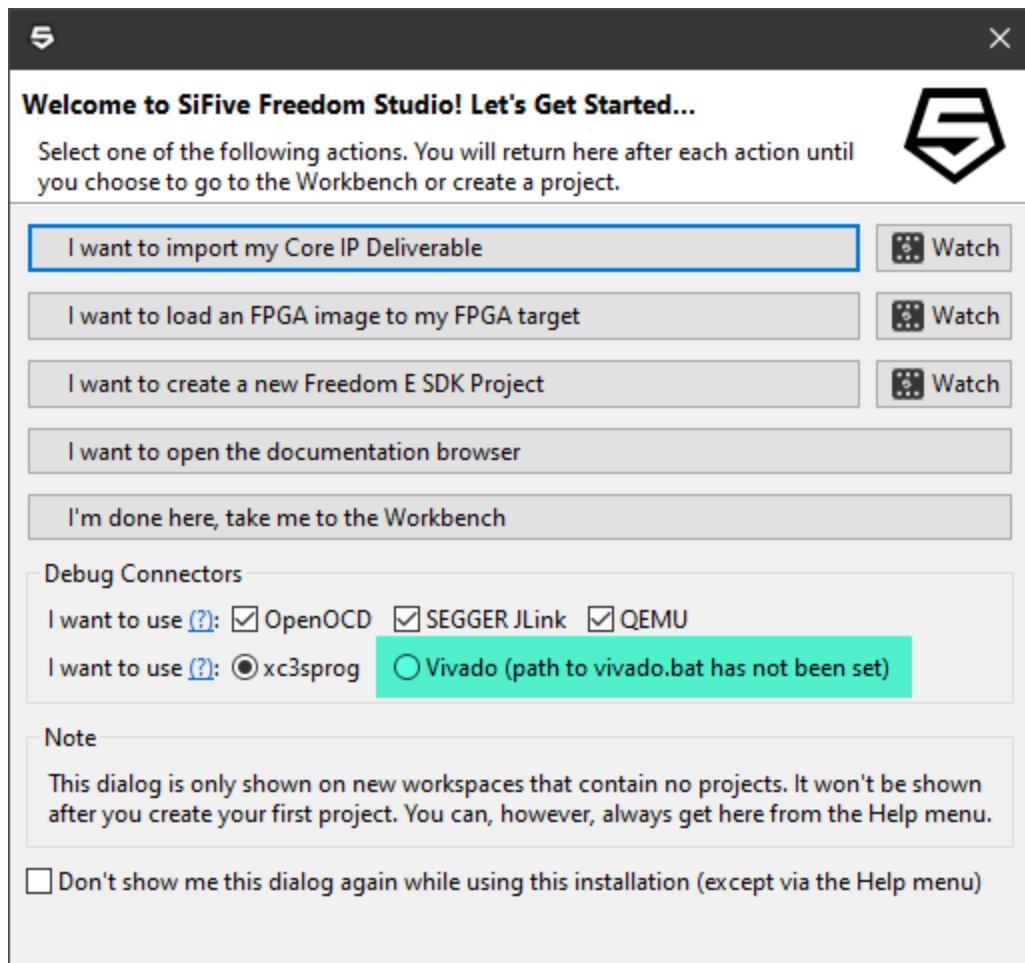 Welcome to SiFive Freedom Studio! Let's Get Started...
Select one of the following actions. You will return here after each action until
you choose to go to the Workbench or create a project.
I want to import my Core IP Deliverable
Watch
I want to load an FPGA image to my FPGA target
Watch
I want to create a new Freedom E SDK Project
Watch
I want to open the documentation browser
I'm done here, take me to the Workbench
Debug Connectors
I want to use (?): OpenOCD SEGGER JLink QEMU
I want to use (?): xc3sprog Vivado (path to vivado.bat has not been set)
Note
This dialog is only shown on new workspaces that contain no projects. It won't be shown
after you create your first project. You can, however, always get here from the Help menu.
Don't show me this dialog again while using this installation (except via the Help menu)